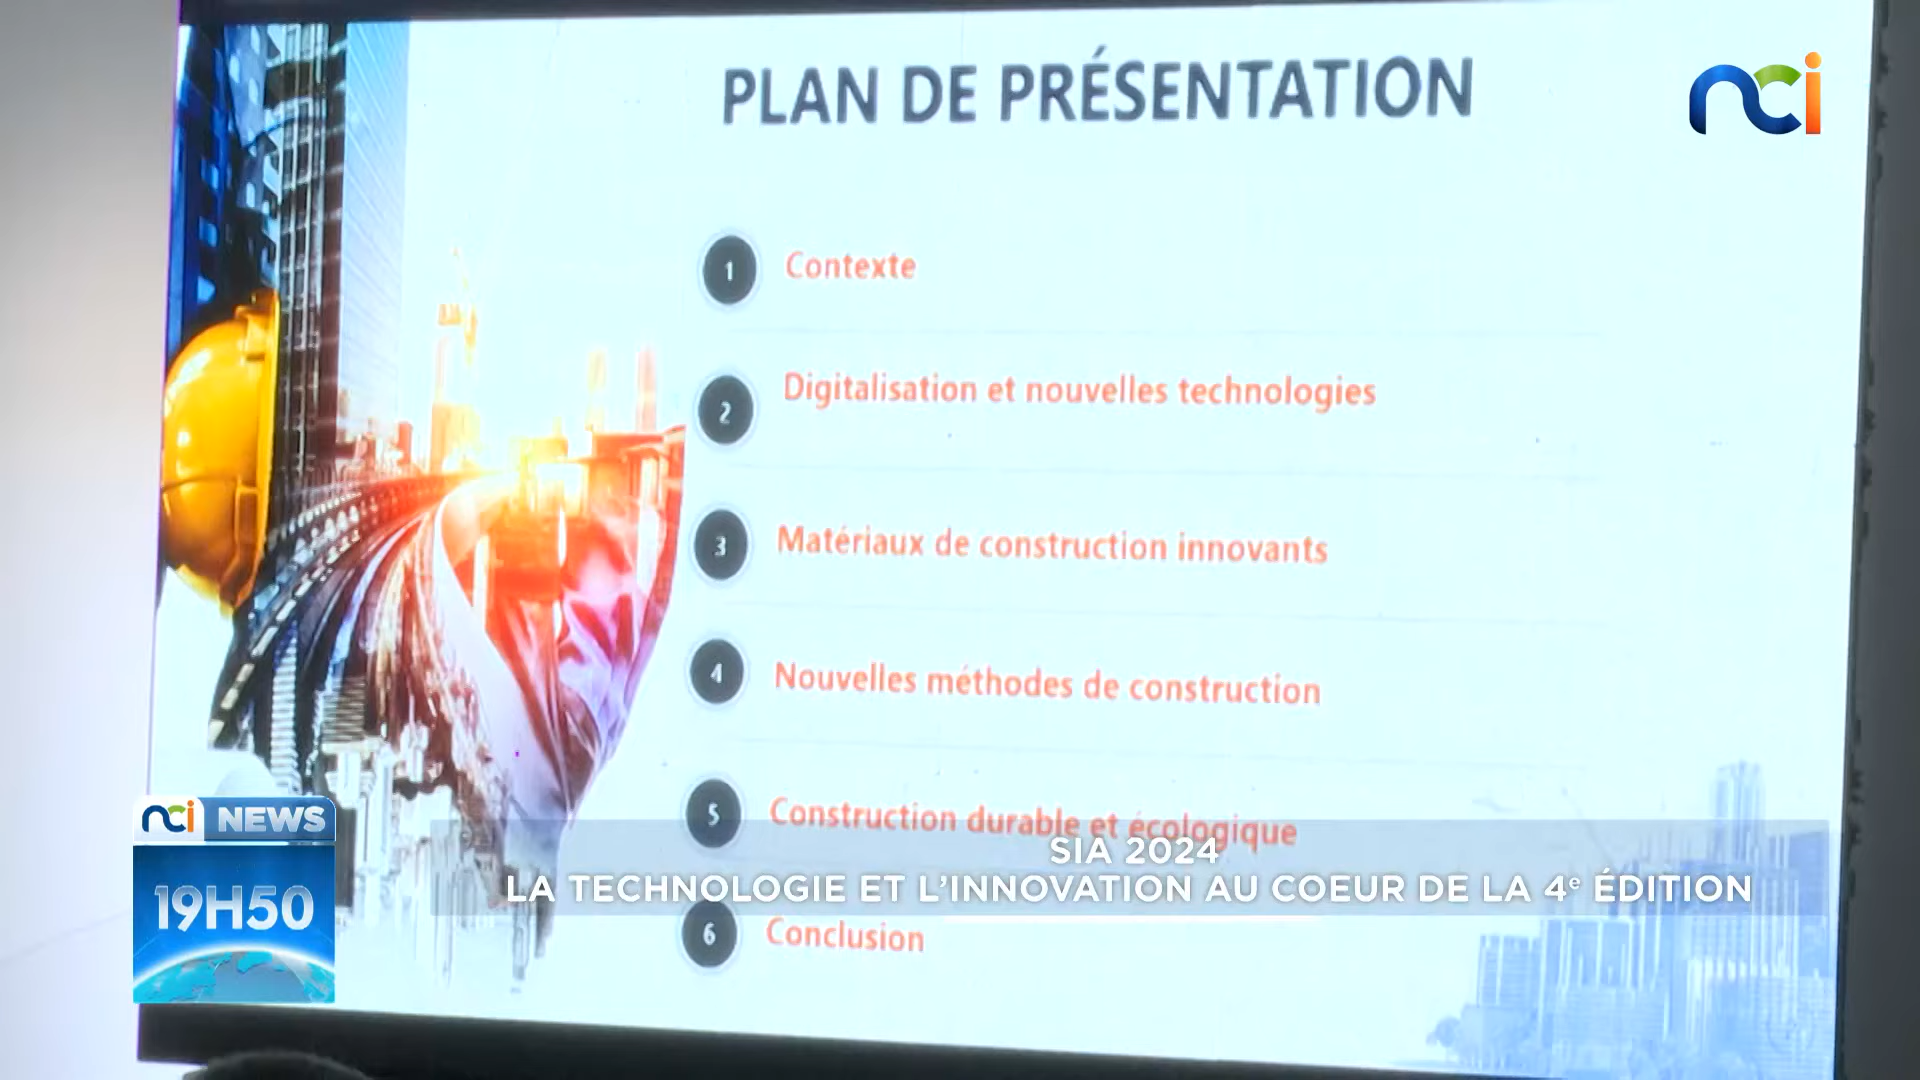 PLAN DE PRÉSENTATION
nci
1 Contexte
2 Digitalisation et nouvelles technologies
3 Matériaux de construction innovants
4 Nouvelles méthodes de construction
5 Construction durable et écologique
nci NEWS
SIA 2024
LA TECHNOLOGIE ET L'INNOVATION AU COEUR DE LA 4e ÉDITION
19H50
6 Conclusion